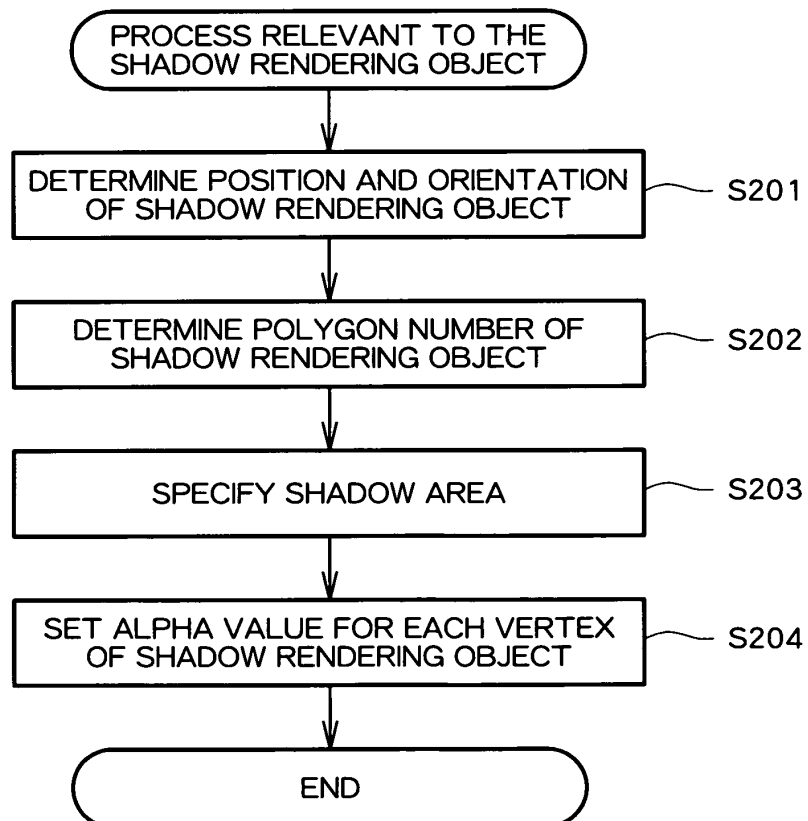 PROCESS RELEVANT TO THE
SHADOW RENDERING OBJECT
DETERMINE POSITION AND ORIENTATION
OF SHADOW RENDERING OBJECT
S201
DETERMINE POLYGON NUMBER OF
SHADOW RENDERING OBJECT
S202
SPECIFY SHADOW AREA
S203
SET ALPHA VALUE FOR EACH VERTEX
OF SHADOW RENDERING OBJECT
S204
END